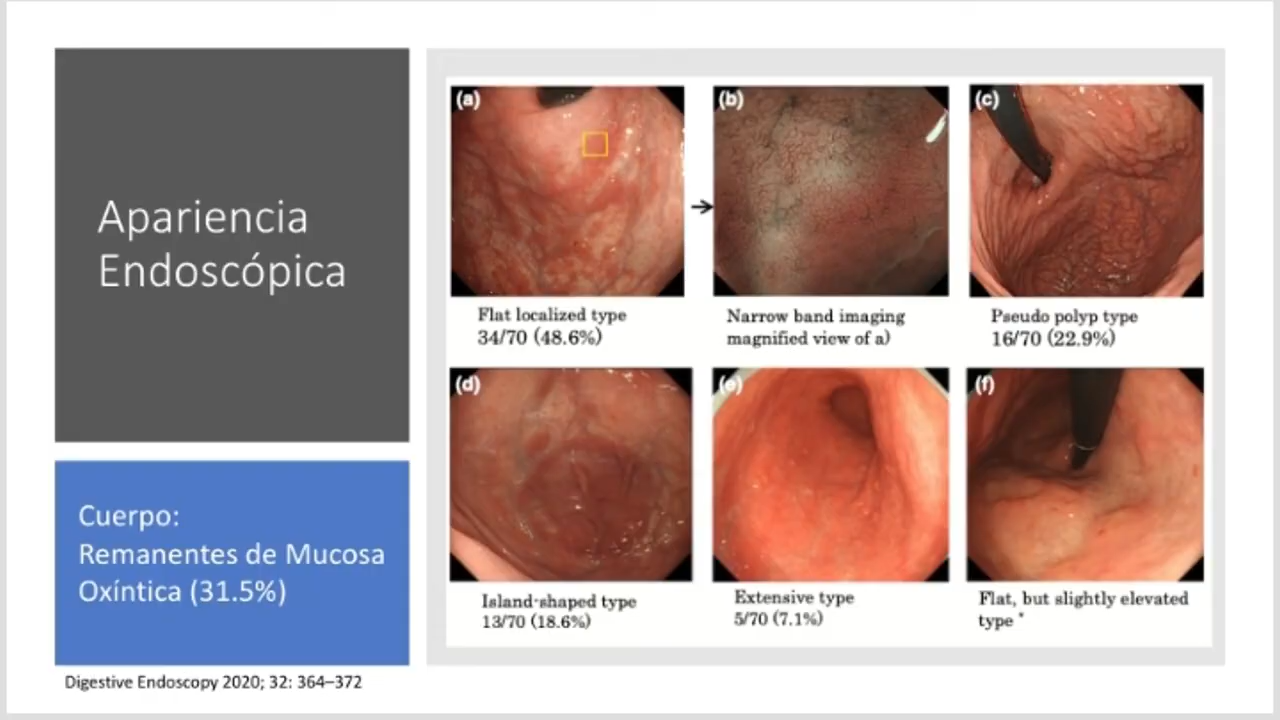 Apariencia
Endoscópica
Cuerpo:
Remanentes de Mucosa
Oxíntica (31.5%)
Digestive Endoscopy 2020; 32: 364–372
(a)
(b)
(c)
Flat localized type
34/70 (48.6%)
Narrow band imaging
magnified view of a)
Pseudo polyp type
16/70 (22.9%)
(d)
(e)
(f)
Island-shaped type
13/70 (18.6%)
Extensive type
5/70 (7.1%)
Flat, but slightly elevated
type *